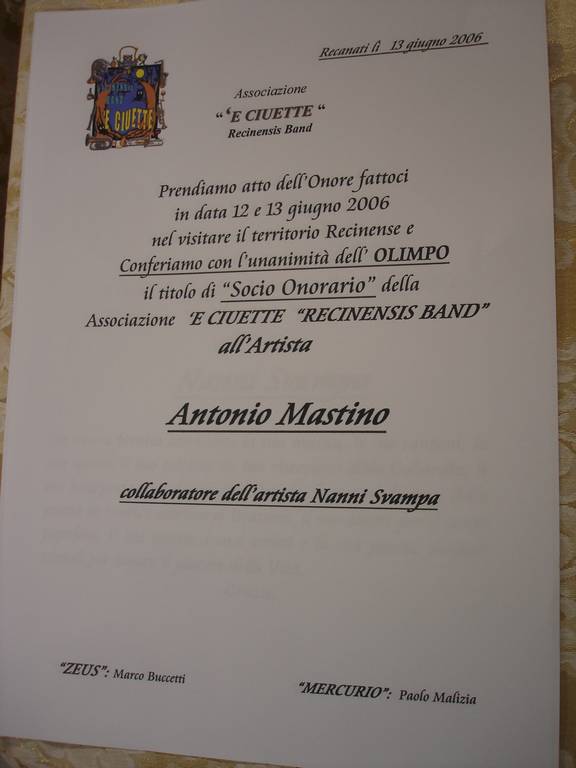 Recanati lì 13 giugno 2006
'E CIUETTE
Associazione
“ ‘E CIUETTE “
Recinensis Band
Prendiamo atto dell'Onore fattoci
in data 12 e 13 giugno 2006
nel visitare il territorio Recinense e
Conferiamo con l'unanimità dell' OLIMPO
il titolo di “Socio Onorario” della
Associazione 'E CIUETTE “RECINENSIS BAND”
all'Artista
Antonio Mastino
collaboratore dell'artista Nanni Svampa
“ZEUS”: Marco Buccetti
“MERCURIO”: Paolo Malizia